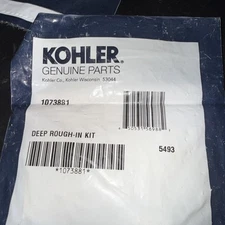 KOHLER.
GENUINE PARTS
Kohler Co., Kohler Wisconsin 53044
1073881
DEEP ROUGH-IN KIT
5493
*1073881*